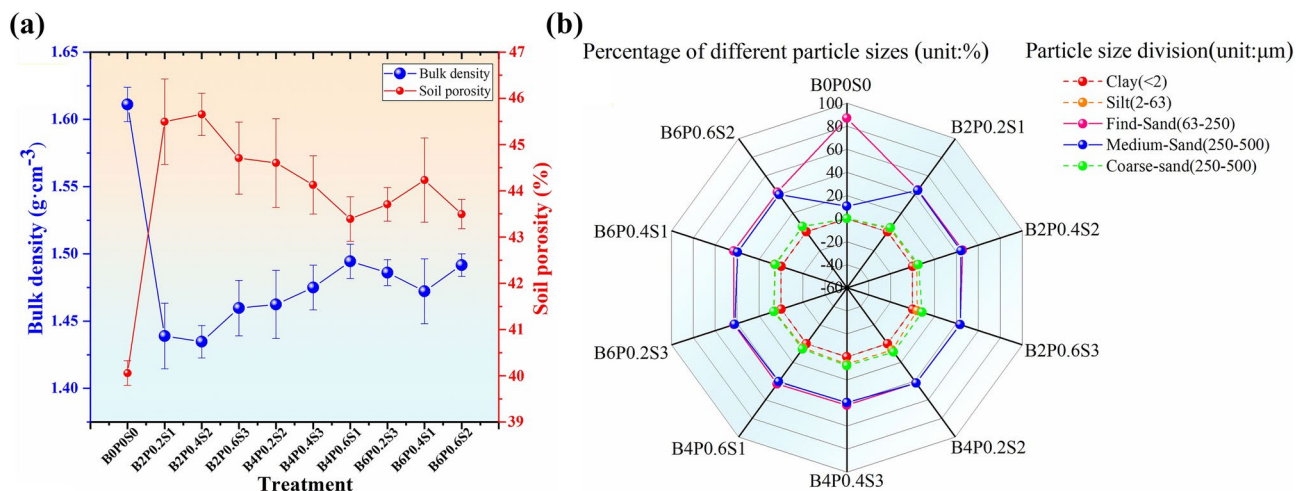 (a)
1.65
1.60
1.55
1.50
1.45
1.40
Bulk density (g·cm⁻³)
47
46
45
44
43
42
41
40
39
Soil porosity (%)
Bulk density
Soil porosity
B0P0S0
B2P0.2S1
B2P0.4S2
B2P0.6S3
B4P0.2S2
B4P0.4S3
B4P0.6S1
B6P0.2S3
B6P0.4S1
B6P0.6S2
Treatment
(b)
Percentage of different particle sizes (unit:%)
Particle size division(unit:μm)
Clay(<2)
Silt(2-63)
Find-Sand(63-250)
Medium-Sand(250-500)
Coarse-sand(250-500)
B0P0S0
B2P0.2S1
B2P0.4S2
B2P0.6S3
B4P0.2S2
B4P0.4S3
B4P0.6S1
B6P0.2S3
B6P0.4S1
B6P0.6S2
100
80
60
40
20
0
-20
-40
-60